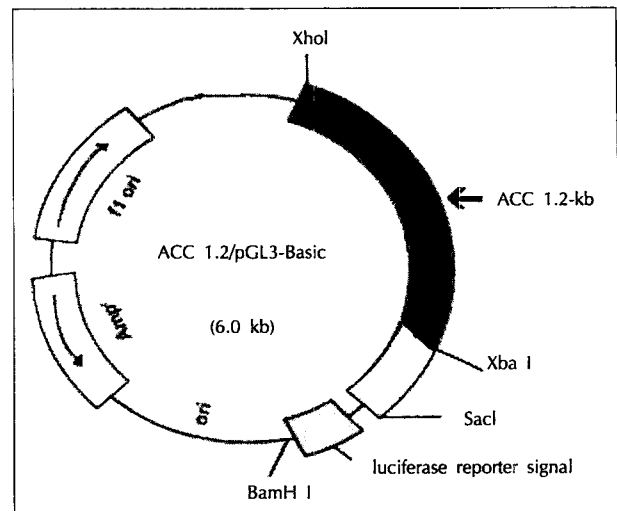 XhoI
ACC 1.2-kb
f1 ori
ACC 1.2/pGL3-Basic
(6.0 kb)
Ampr
Xba I
SacI
ori
luciferase reporter signal
BamH I